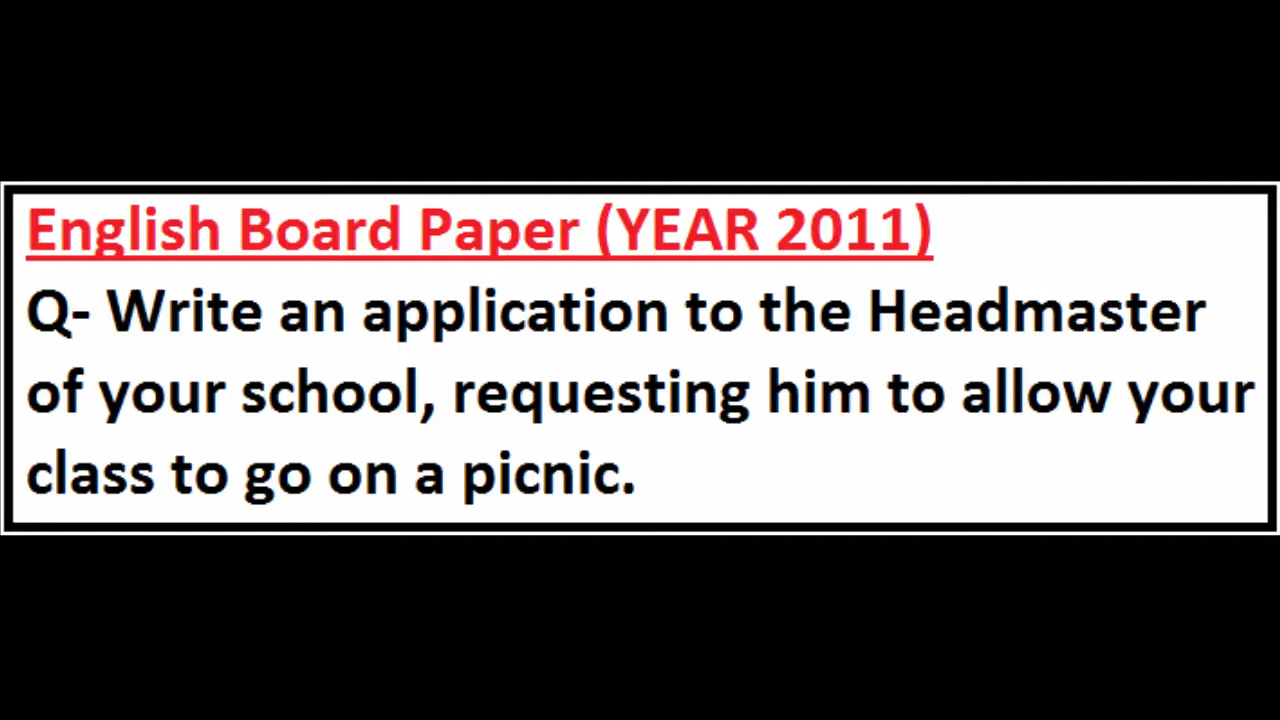 English Board Paper (YEAR 2011)
Q- Write an application to the Headmaster
of your school, requesting him to allow your
class to go on a picnic.